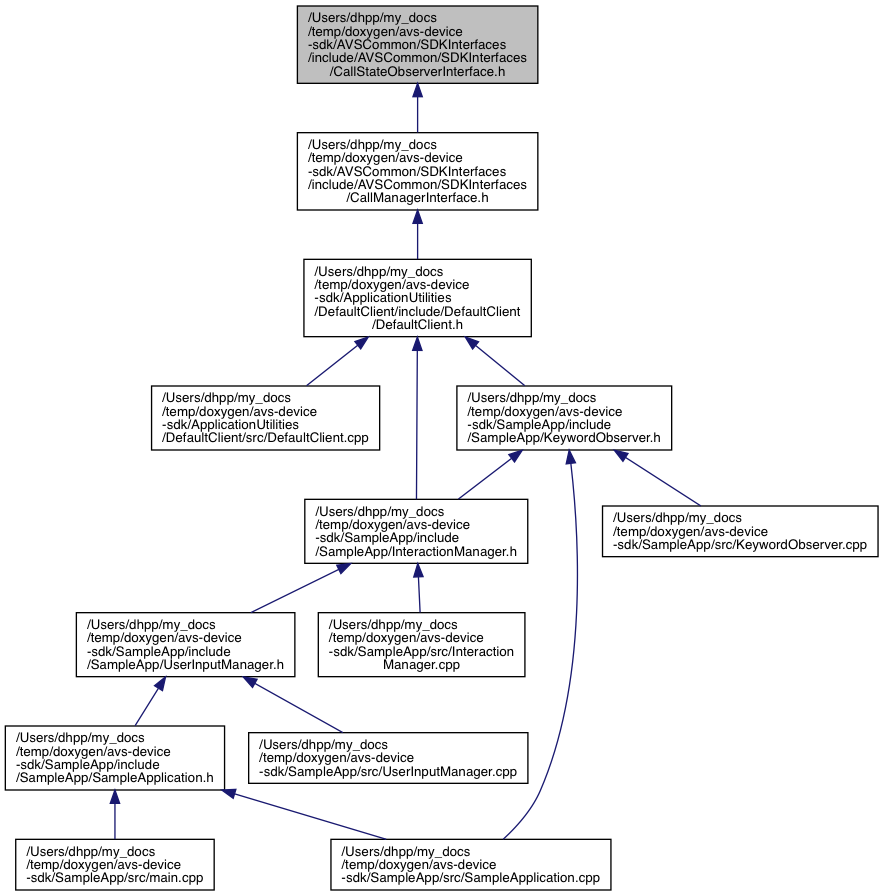 /Users/dhpp/my_docs
/temp/doxygen/avs-device
-sdk/AVSCommon/SDKInterfaces
/include/AVSCommon/SDKInterfaces
/CallStateObserverInterface.h
/Users/dhpp/my_docs
/temp/doxygen/avs-device
-sdk/AVSCommon/SDKInterfaces
/include/AVSCommon/SDKInterfaces
/CallManagerInterface.h
/Users/dhpp/my_docs
/temp/doxygen/avs-device
-sdk/ApplicationUtilities
/DefaultClient/include/DefaultClient
/DefaultClient.h
/Users/dhpp/my_docs
/temp/doxygen/avs-device
-sdk/ApplicationUtilities
/DefaultClient/src/DefaultClient.cpp
/Users/dhpp/my_docs
/temp/doxygen/avs-device
-sdk/SampleApp/include
/SampleApp/KeywordObserver.h
/Users/dhpp/my_docs
/temp/doxygen/avs-device
-sdk/SampleApp/include
/SampleApp/InteractionManager.h
/Users/dhpp/my_docs
/temp/doxygen/avs-device
-sdk/SampleApp/src/KeywordObserver.cpp
/Users/dhpp/my_docs
/temp/doxygen/avs-device
-sdk/SampleApp/include
/SampleApp/UserInputManager.h
/Users/dhpp/my_docs
/temp/doxygen/avs-device
-sdk/SampleApp/src/Interaction
Manager.cpp
/Users/dhpp/my_docs
/temp/doxygen/avs-device
-sdk/SampleApp/include
/SampleApp/SampleApplication.h
/Users/dhpp/my_docs
/temp/doxygen/avs-device
-sdk/SampleApp/src/UserInputManager.cpp
/Users/dhpp/my_docs
/temp/doxygen/avs-device
-sdk/SampleApp/src/main.cpp
/Users/dhpp/my_docs
/temp/doxygen/avs-device
-sdk/SampleApp/src/SampleApplication.cpp